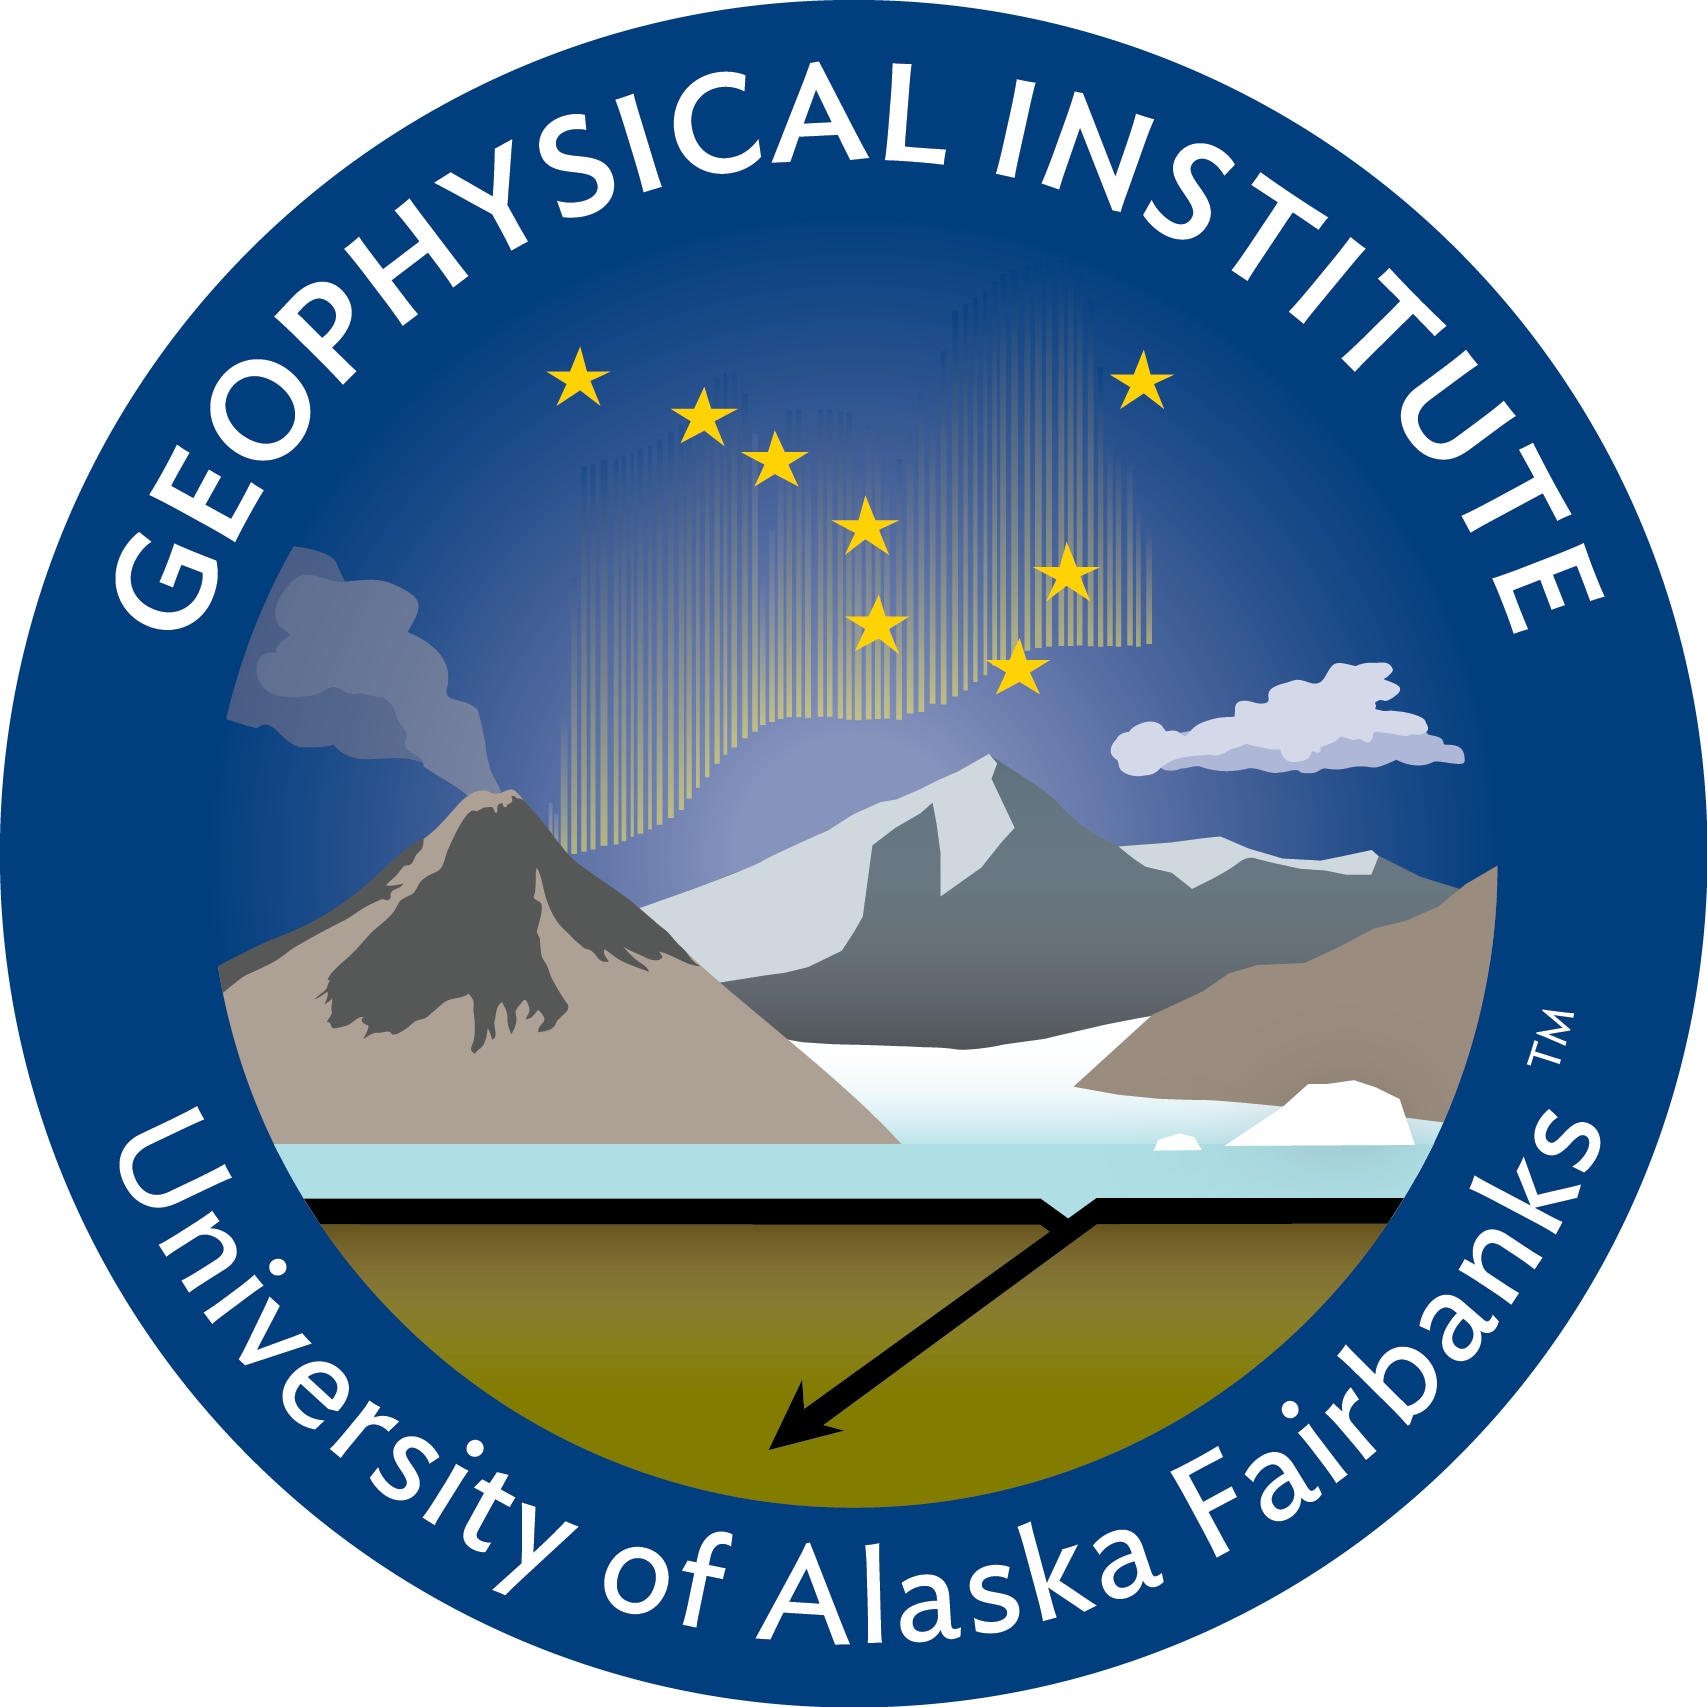 GEOPHYSICAL INSTITUTE
University of Alaska Fairbanks ™